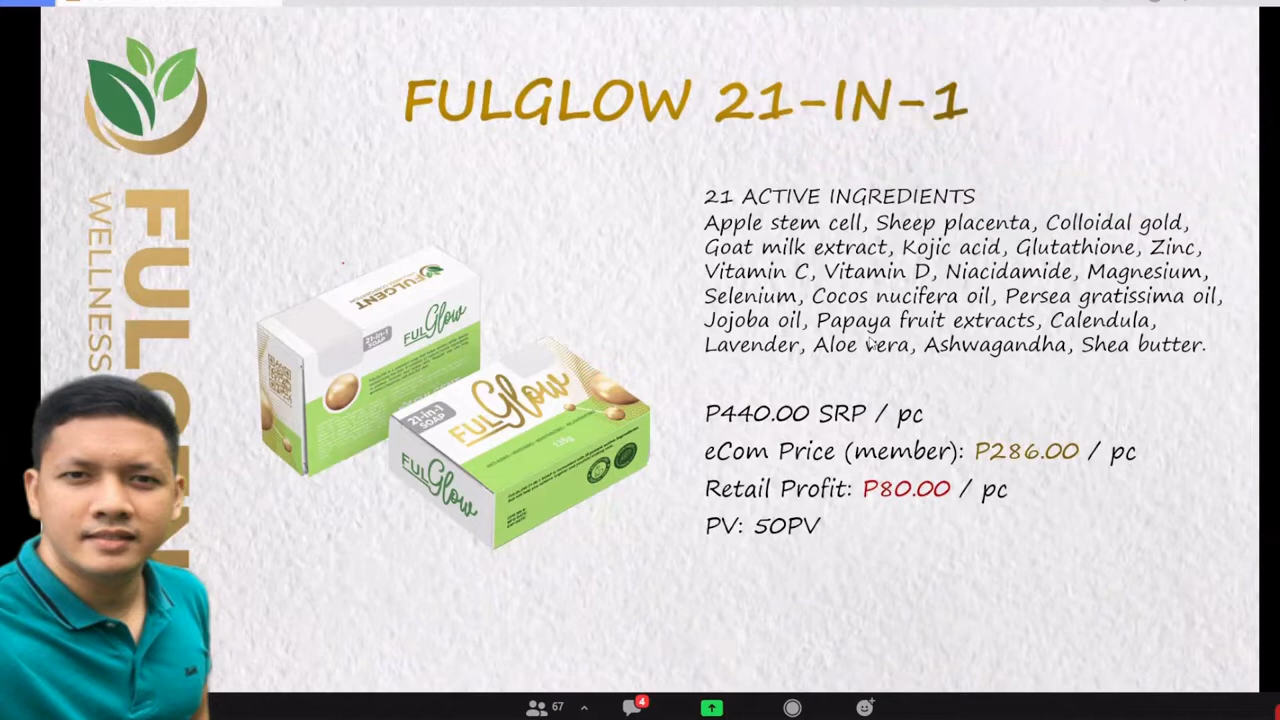 FULGLOW 21-IN-1
FULCENT
WELLNESS
21 ACTIVE INGREDIENTS
Apple stem cell, Sheep placenta, Colloidal gold,
Goat milk extract, Kojic acid, Glutathione, Zinc,
Vitamin C, Vitamin D, Niacidamide, Magnesium,
Selenium, Cocos nucifera oil, Persea gratissima oil,
Jojoba oil, Papaya fruit extracts, Calendula,
Lavender, Aloe vera, Ashwagandha, Shea butter.
P440.00 SRP / pc
eCom Price (member): P286.00 / pc
Retail Profit: P80.00 / pc
PV: 50PV
FULCENT
21-in-1
SOAP
FULGlow
21-in-1
SOAP
FULGlow
135g
FULGlow
67
4